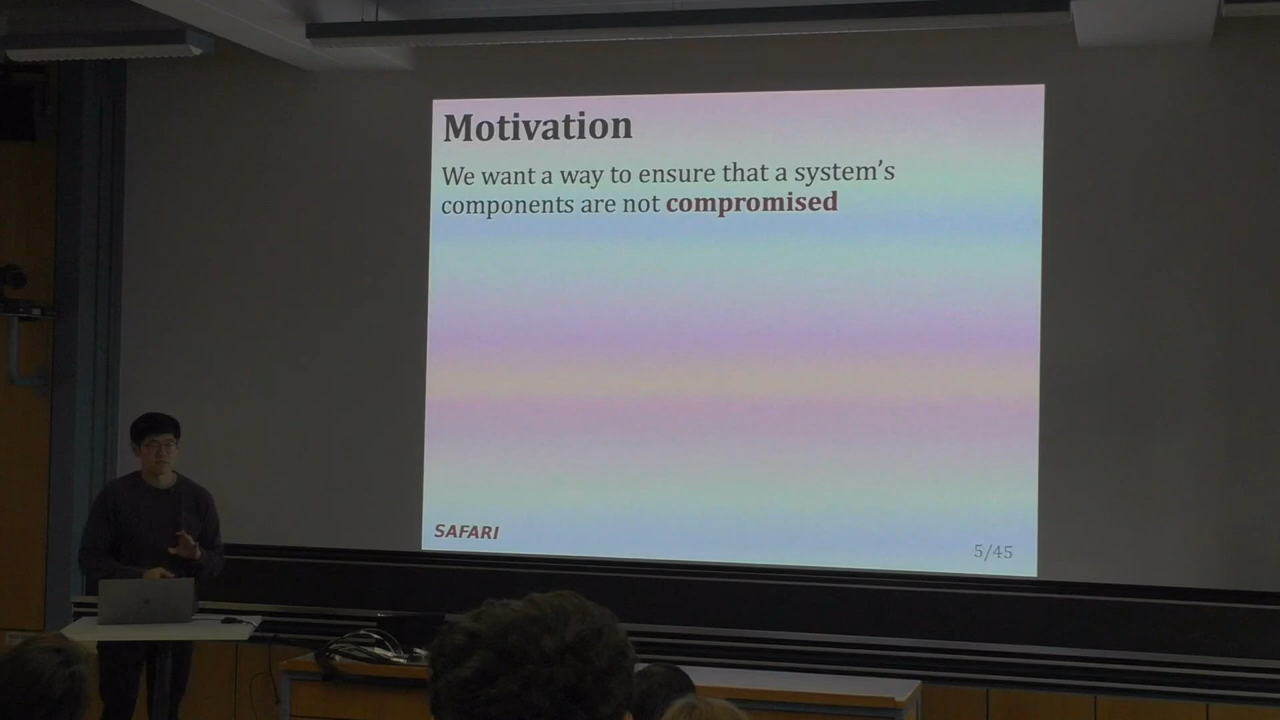 Motivation
We want a way to ensure that a system's
components are not compromised
SAFARI
5/45